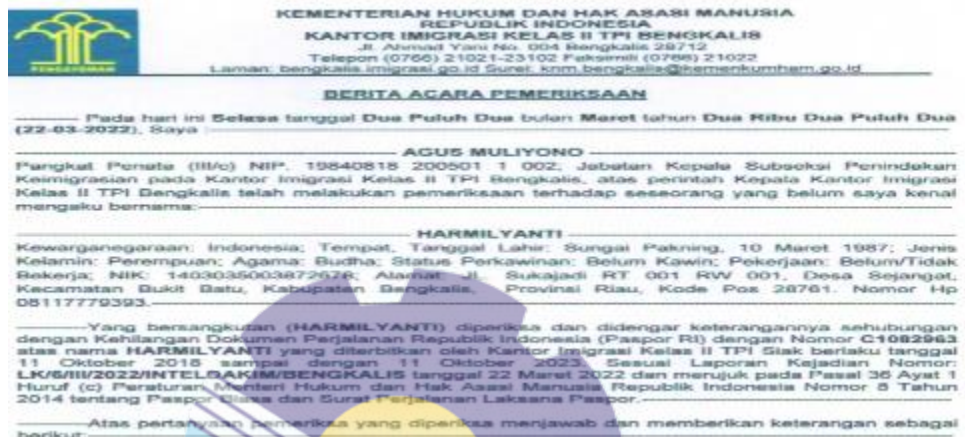 KEMENTERIAN HUKUM DAN HAK ASASI MANUSIA
REPUBLIK INDONESIA
KANTOR IMIGRASI KELAS II TPI BENGKALIS
Jl. Ahmad Yani No. 004 Bengkalis 28712
Telepon (0766) 21021-23102 Faksimili (0766) 21022
Laman: bengkalis.imigrasi.go.id Surel: knm.bengkalis@kemenkumham.go.id
PENGAYOMAN
BERITA ACARA PEMERIKSAAN
Pada hari ini Selasa tanggal Dua Puluh Dua bulan Maret tahun Dua Ribu Dua Puluh Dua
(22-03-2022), Saya :
AGUS MULIYONO
Pangkat Penata (III/c) NIP. 19840818 200501 1 002, Jabatan Kepala Subseksi Penindakan
Keimigrasian pada Kantor Imigrasi Kelas II TPI Bengkalis, atas perintah Kepala Kantor Imigrasi
Kelas II TPI Bengkalis telah melakukan pemeriksaan terhadap seseorang yang belum saya kenal
mengaku bernama:
HARMILYANTI
Kewarganegaraan: Indonesia; Tempat, Tanggal Lahir: Sungai Pakning, 10 Maret 1987; Jenis
Kelamin: Perempuan; Agama: Budha; Status Perkawinan: Belum Kawin; Pekerjaan: Belum/Tidak
Bekerja; NIK: 1403035003872678; Alamat: Jl. Sukajadi RT 001 RW 001, Desa Sejangat,
Kecamatan Bukit Batu, Kabupaten Bengkalis, Provinsi Riau, Kode Pos 28761. Nomor Hp
08117779393.
Yang bersangkutan (HARMILYANTI) diperiksa dan didengar keterangannya sehubungan
dengan Kehilangan Dokumen Perjalanan Republik Indonesia (Paspor RI) dengan Nomor C1082963
atas nama HARMILYANTI yang diterbitkan oleh Kantor Imigrasi Kelas II TPI Siak berlaku tanggal
11 Oktober 2018 sampai dengan 11 Oktober 2023. Sesuai Laporan Kejadian Nomor:
LK/6/III/2022/INTELDAKIM/BENGKALIS tanggal 22 Maret 2022 dan merujuk pada Pasal 36 Ayat 1
Huruf (c) Peraturan Menteri Hukum dan Hak Asasi Manusia Republik Indonesia Nomor 8 Tahun
2014 tentang Paspor Biasa dan Surat Perjalanan Laksana Paspor.
Atas pertanyaan pemeriksa yang diperiksa menjawab dan memberikan keterangan sebagai
berikut: